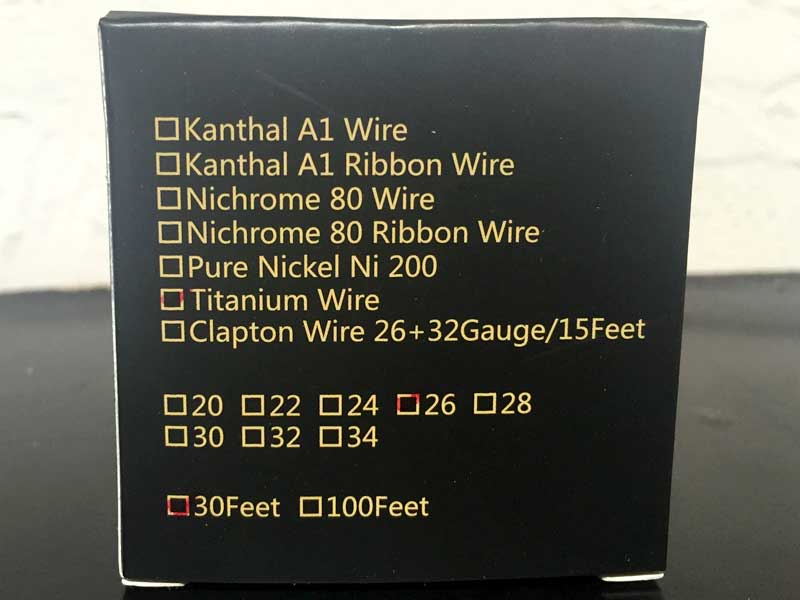 Kanthal A1 Wire
Kanthal A1 Ribbon Wire
Nichrome 80 Wire
Nichrome 80 Ribbon Wire
Pure Nickel Ni 200
Titanium Wire
Clapton Wire 26+32Gauge/15Feet
20 22 24 26 28
30 32 34
30Feet 100Feet